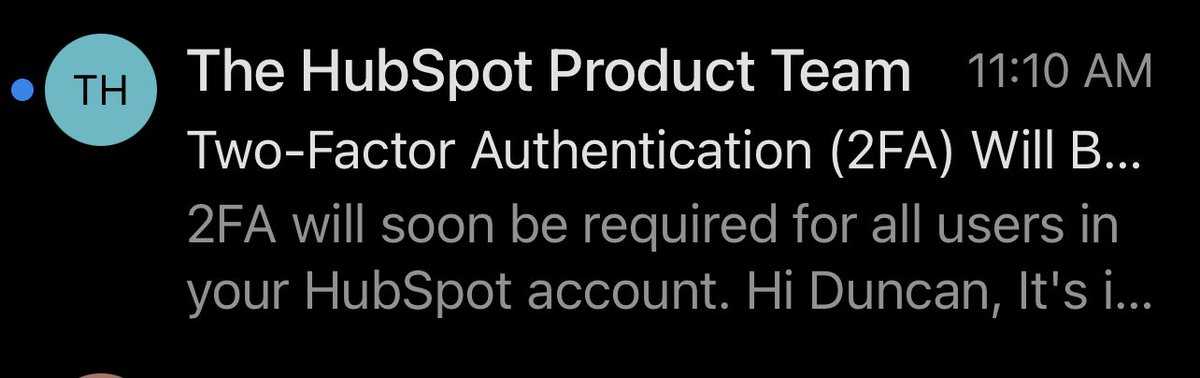 TH
The HubSpot Product Team 11:10 AM
Two-Factor Authentication (2FA) Will B...
2FA will soon be required for all users in
your HubSpot account. Hi Duncan, It's i...